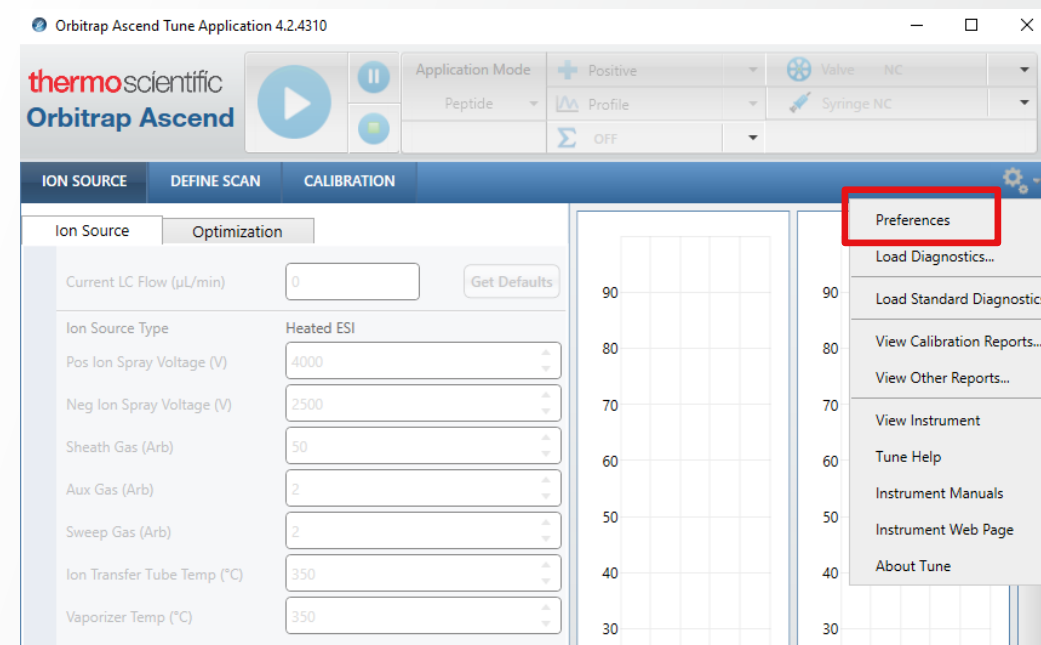 Orbitrap Ascend Tune Application 4.2.4310
thermo scientific
Orbitrap Ascend
Application Mode
Peptide
Positive
Profile
OFF
Valve NC
Syringe NC
ION SOURCE DEFINE SCAN CALIBRATION
Ion Source Optimization
Current LC Flow (µL/min) 0 Get Defaults
Ion Source Type Heated ESI
Pos Ion Spray Voltage (V) 4000
Neg Ion Spray Voltage (V) 2500
Sheath Gas (Arb) 50
Aux Gas (Arb) 2
Sweep Gas (Arb) 2
Ion Transfer Tube Temp (°C) 350
Vaporizer Temp (°C) 350
90
80
70
60
50
40
30
90
80
70
60
50
40
30
Preferences
Load Diagnostics...
Load Standard Diagnostic
View Calibration Reports...
View Other Reports...
View Instrument
Tune Help
Instrument Manuals
Instrument Web Page
About Tune